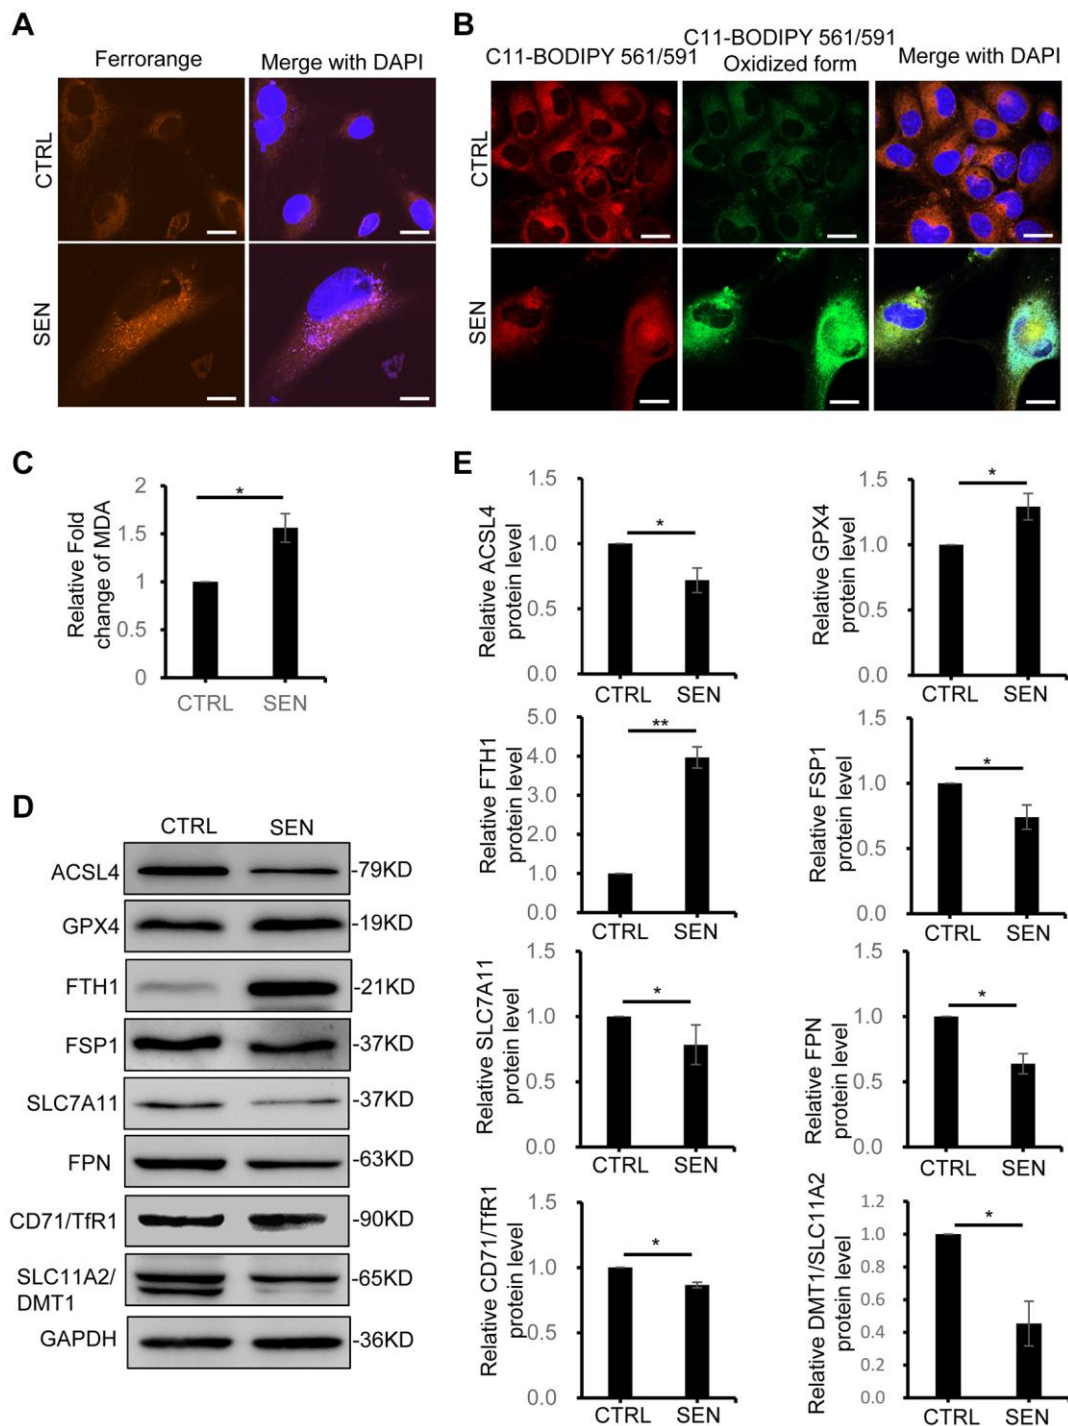 A
Ferrorange
Merge with DAPI
CTRL
SEN
B
C11-BODIPY 561/591
C11-BODIPY 561/591
Oxidized form
Merge with DAPI
CTRL
SEN
C
Relative Fold
change of MDA
2
1.5
1
0.5
0
*
CTRL
SEN
D
CTRL
SEN
ACSL4
-79KD
GPX4
-19KD
FTH1
-21KD
FSP1
-37KD
SLC7A11
-37KD
FPN
-63KD
CD71/TfR1
-90KD
SLC11A2/
DMT1
-65KD
GAPDH
-36KD
E
Relative ACSL4
protein level
1.5
1.0
0.5
0.0
*
CTRL
SEN
Relative GPX4
protein level
1.5
1.0
0.5
0.0
*
CTRL
SEN
Relative FTH1
protein level
5.0
4.0
3.0
2.0
1.0
0.0
**
CTRL
SEN
Relative FSP1
protein level
1.5
1.0
0.5
0.0
*
CTRL
SEN
Relative SLC7A11
protein level
1.5
1.0
0.5
0.0
*
CTRL
SEN
Relative FPN
protein level
1.5
1.0
0.5
0.0
*
CTRL
SEN
Relative CD71/TfR1
protein level
1.5
1.0
0.5
0.0
*
CTRL
SEN
Relative DMT1/SLC11A2
protein level
1.2
1.0
0.8
0.6
0.4
0.2
0.0
*
CTRL
SEN